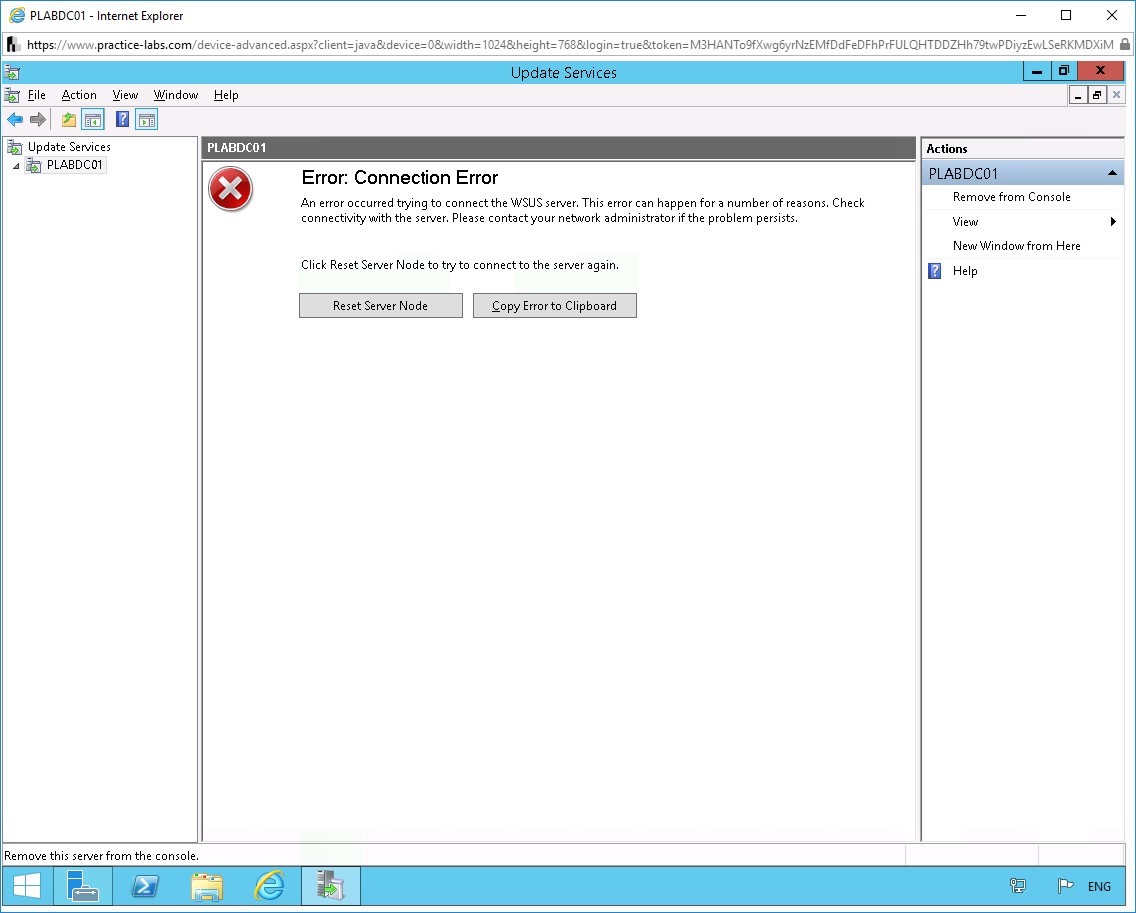 PLABDC01 - Internet Explorer
https://www.practice-labs.com/device-advanced.aspx?client=java&device=0&width=1024&height=768&login=true&token=M3HANTo9fXwg6yrNzEMfDdFeDFhPrFULQHTDDZHh79twPDiyzEwLSeRKMDXiM
Update Services
File Action View Window Help
Update Services
PLABDC01
PLABDC01
Error: Connection Error
An error occurred trying to connect the WSUS server. This error can happen for a number of reasons. Check
connectivity with the server. Please contact your network administrator if the problem persists.
Click Reset Server Node to try to connect to the server again.
Reset Server Node Copy Error to Clipboard
Actions
PLABDC01
Remove from Console
View
New Window from Here
Help
Remove this server from the console.
ENG